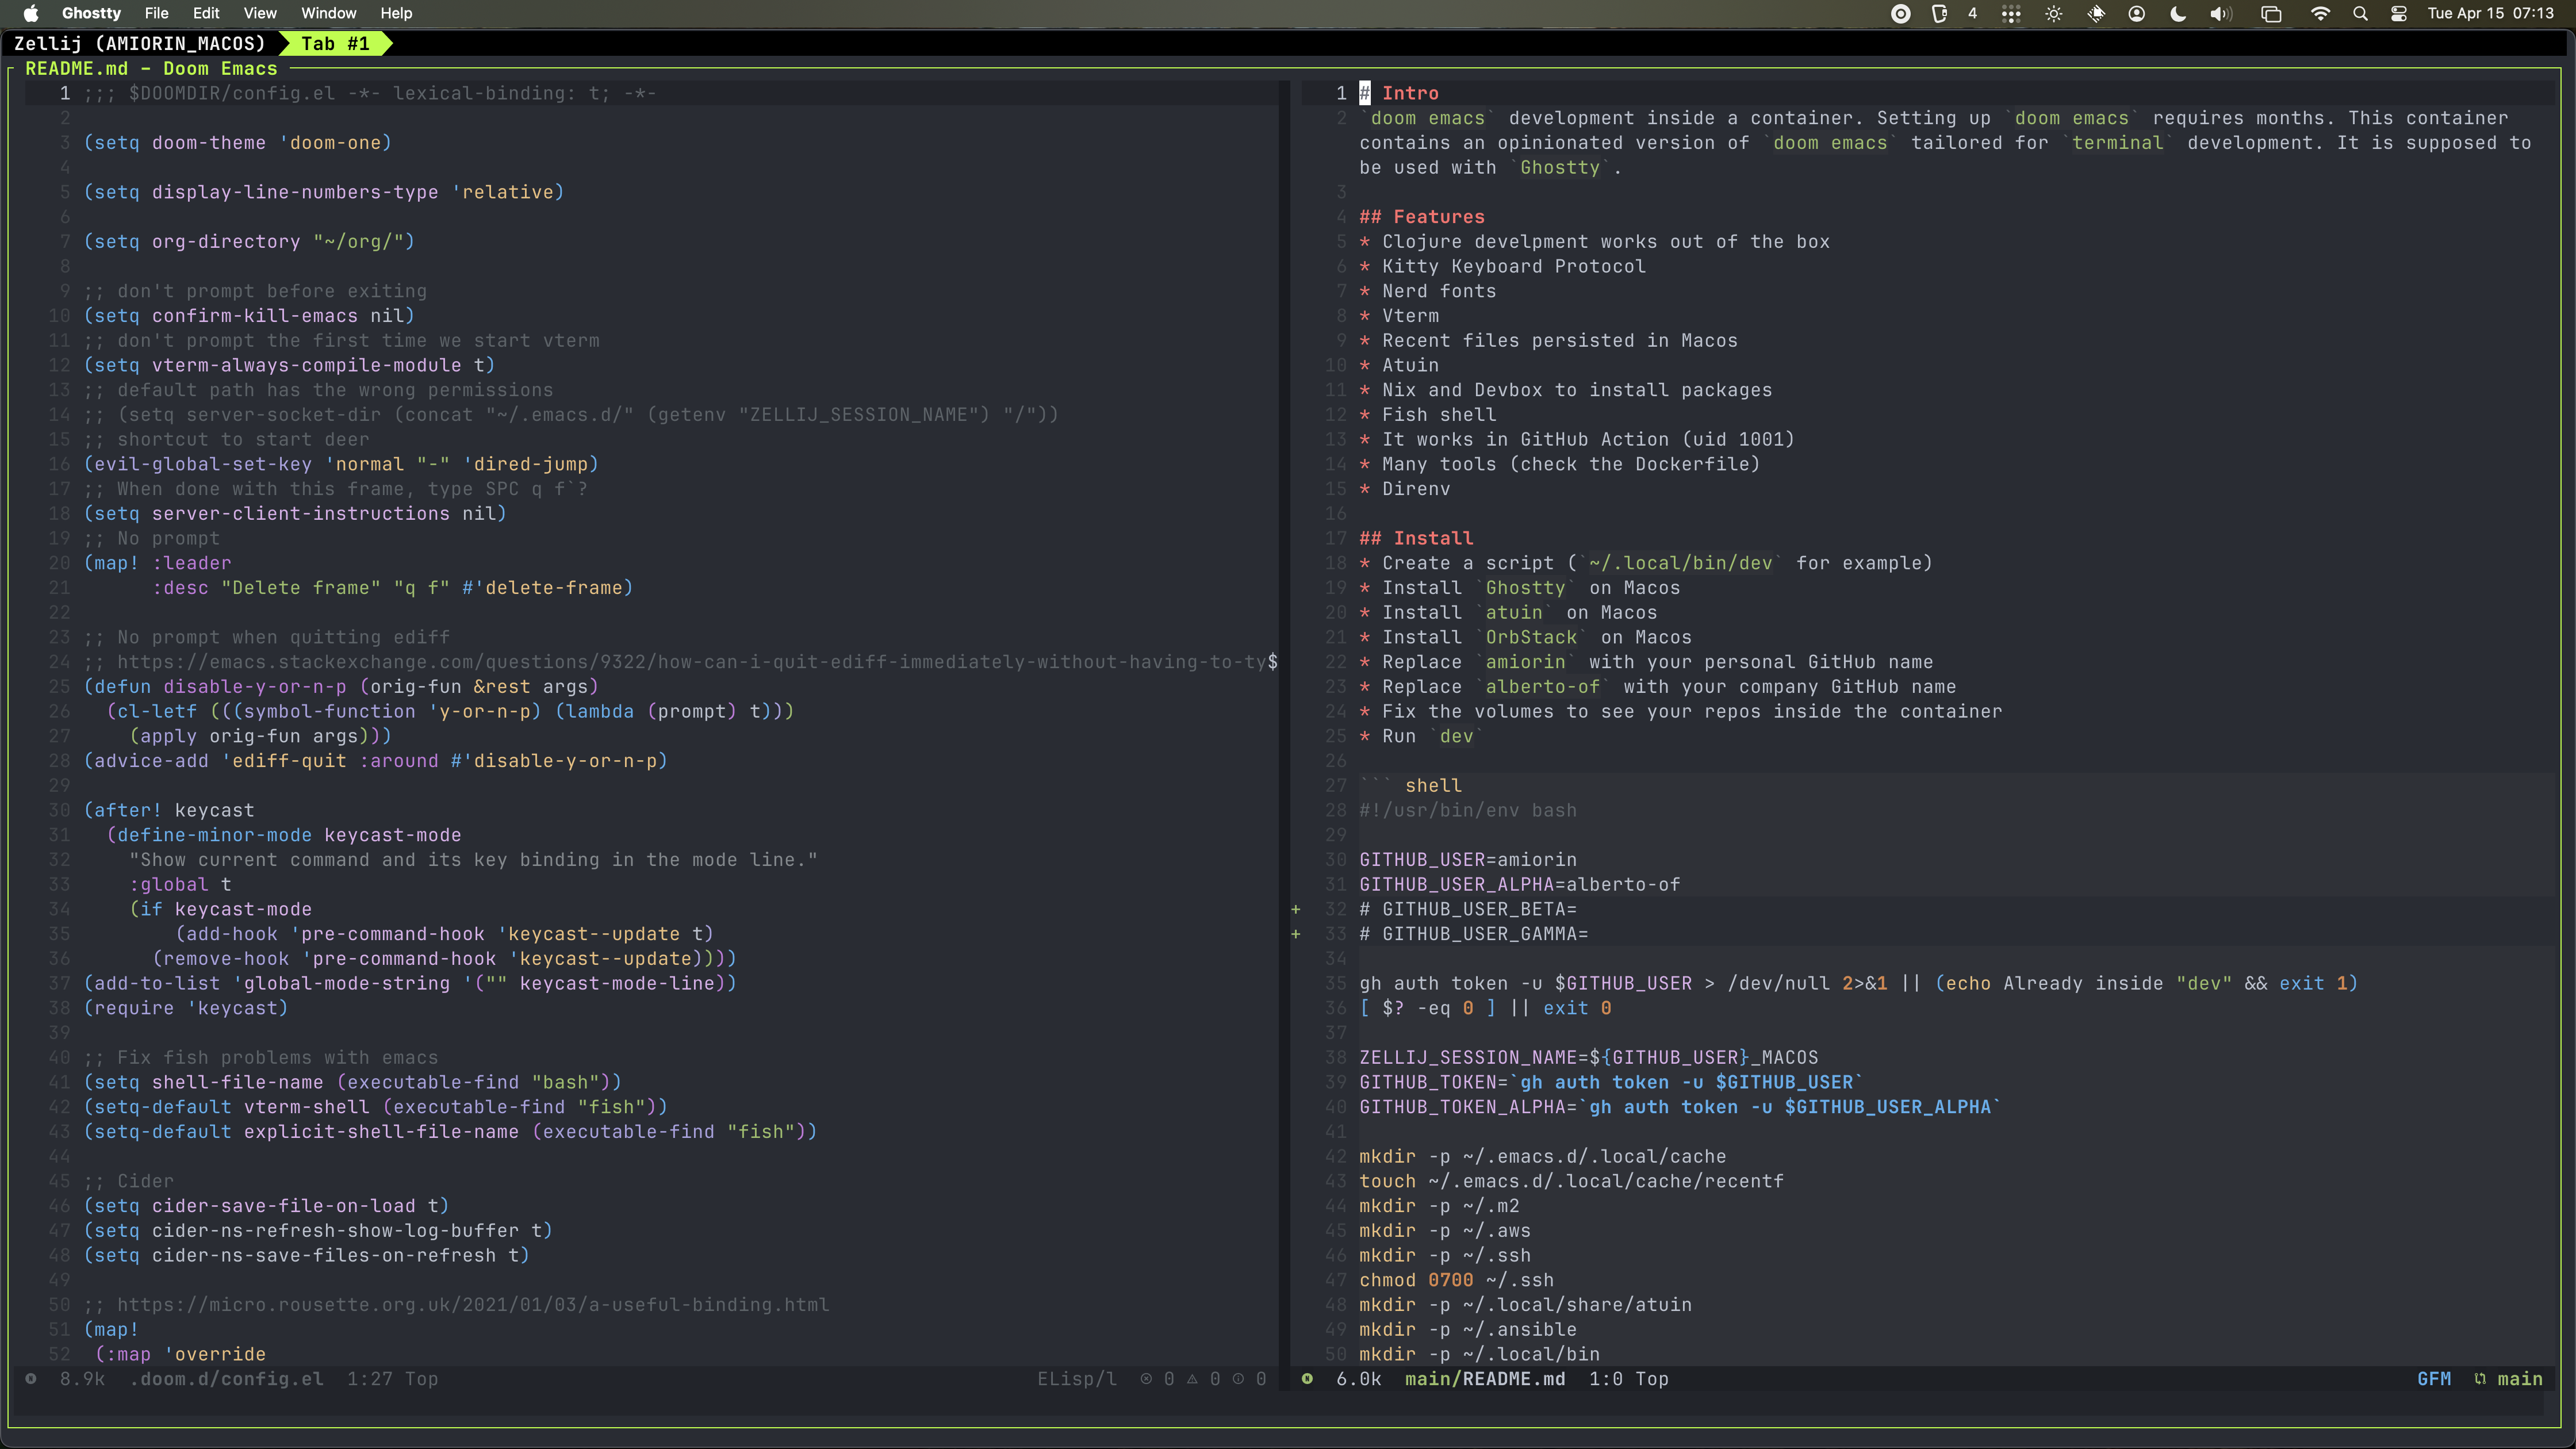 Ghostty File Edit View Window Help 4 Tue Apr 15 07:13
Zellij (AMIORIN_MACOS) Tab #1
README.md - Doom Emacs
1 ;;; $DOOMDIR/config.el -*- lexical-binding: t; -*-
2
3 (setq doom-theme 'doom-one)
4
5 (setq display-line-numbers-type 'relative)
6
7 (setq org-directory "~/org/")
8
9 ;; don't prompt before exiting
10 (setq confirm-kill-emacs nil)
11 ;; don't prompt the first time we start vterm
12 (setq vterm-always-compile-module t)
13 ;; default path has the wrong permissions
14 ;; (setq server-socket-dir (concat "~/.emacs.d/" (getenv "ZELLIJ_SESSION_NAME") "/"))
15 ;; shortcut to start deer
16 (evil-global-set-key 'normal "-" 'dired-jump)
17 ;; When done with this frame, type SPC q f`?
18 (setq server-client-instructions nil)
19 ;; No prompt
20 (map! :leader
21       :desc "Delete frame" "q f" #'delete-frame)
22
23 ;; No prompt when quitting ediff
24 ;; https://emacs.stackexchange.com/questions/9322/how-can-i-quit-ediff-immediately-without-having-to-ty$
25 (defun disable-y-or-n-p (orig-fun &rest args)
26   (cl-letf (((symbol-function 'y-or-n-p) (lambda (prompt) t)))
27     (apply orig-fun args)))
28 (advice-add 'ediff-quit :around #'disable-y-or-n-p)
29
30 (after! keycast
31   (define-minor-mode keycast-mode
32     "Show current command and its key binding in the mode line."
33     :global t
34     (if keycast-mode
35         (add-hook 'pre-command-hook 'keycast--update t)
36       (remove-hook 'pre-command-hook 'keycast--update))))
37 (add-to-list 'global-mode-string '("" keycast-mode-line))
38 (require 'keycast)
39
40 ;; Fix fish problems with emacs
41 (setq shell-file-name (executable-find "bash"))
42 (setq-default vterm-shell (executable-find "fish"))
43 (setq-default explicit-shell-file-name (executable-find "fish"))
44
45 ;; Cider
46 (setq cider-save-file-on-load t)
47 (setq cider-ns-refresh-show-log-buffer t)
48 (setq cider-ns-save-files-on-refresh t)
49
50 ;; https://micro.rousette.org.uk/2021/01/03/a-useful-binding.html
51 (map!
52  (:map 'override
8.9k .doom.d/config.el 1:27 Top ELisp/l 0 0 0
1 # Intro
2 `doom emacs` development inside a container. Setting up `doom emacs` requires months. This container
contains an opinionated version of `doom emacs` tailored for `terminal` development. It is supposed to
be used with `Ghostty`.
3
4 ## Features
5 * Clojure develpment works out of the box
6 * Kitty Keyboard Protocol
7 * Nerd fonts
8 * Vterm
9 * Recent files persisted in Macos
10 * Atuin
11 * Nix and Devbox to install packages
12 * Fish shell
13 * It works in GitHub Action (uid 1001)
14 * Many tools (check the Dockerfile)
15 * Direnv
16
17 ## Install
18 * Create a script (`~/.local/bin/dev` for example)
19 * Install `Ghostty` on Macos
20 * Install `atuin` on Macos
21 * Install `OrbStack` on Macos
22 * Replace `amiorin` with your personal GitHub name
23 * Replace `alberto-of` with your company GitHub name
24 * Fix the volumes to see your repos inside the container
25 * Run `dev`
26
27 ``` shell
28 #!/usr/bin/env bash
29
30 GITHUB_USER=amiorin
31 GITHUB_USER_ALPHA=alberto-of
+ 32 # GITHUB_USER_BETA=
+ 33 # GITHUB_USER_GAMMA=
34
35 gh auth token -u $GITHUB_USER > /dev/null 2>&1 || (echo Already inside "dev" && exit 1)
36 [ $? -eq 0 ] || exit 0
37
38 ZELLIJ_SESSION_NAME=${GITHUB_USER}_MACOS
39 GITHUB_TOKEN=`gh auth token -u $GITHUB_USER`
40 GITHUB_TOKEN_ALPHA=`gh auth token -u $GITHUB_USER_ALPHA`
41
42 mkdir -p ~/.emacs.d/.local/cache
43 touch ~/.emacs.d/.local/cache/recentf
44 mkdir -p ~/.m2
45 mkdir -p ~/.aws
46 mkdir -p ~/.ssh
47 chmod 0700 ~/.ssh
48 mkdir -p ~/.local/share/atuin
49 mkdir -p ~/.ansible
50 mkdir -p ~/.local/bin
6.0k main/README.md 1:0 Top GFM main